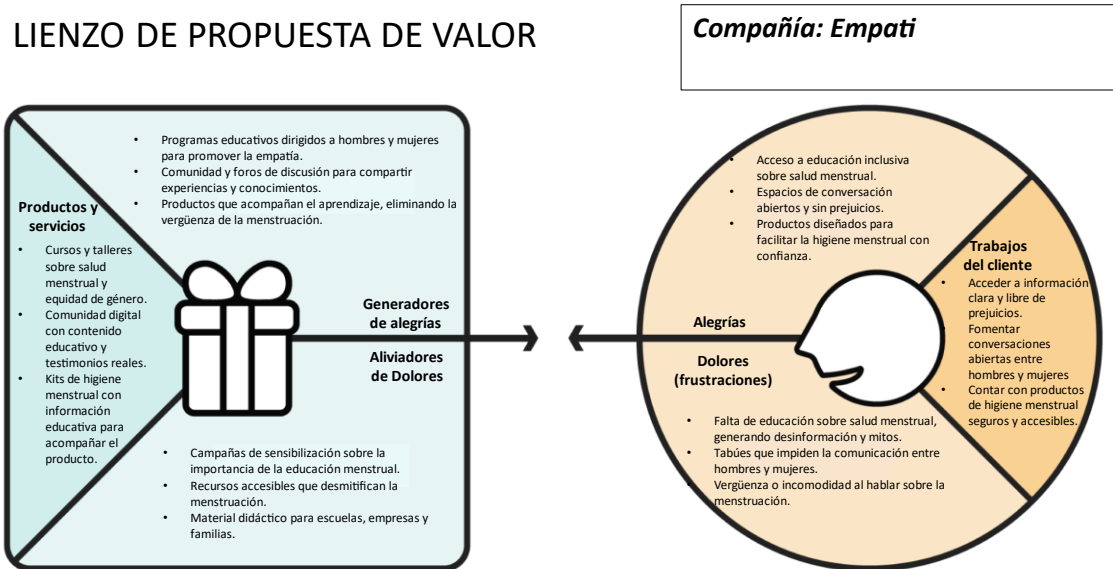 LIENZO DE PROPUESTA DE VALOR
Compañía: Empati
• Programas educativos dirigidos a hombres y mujeres
para promover la empatía.
• Comunidad y foros de discusión para compartir
experiencias y conocimientos.
• Productos que acompañan el aprendizaje, eliminando la
vergüenza de la menstruación.
Productos y
servicios
• Cursos y talleres
sobre salud
menstrual y
equidad de género.
• Comunidad digital
con contenido
educativo y
testimonios reales.
• Kits de higiene
menstrual con
información
educativa para
acompañar el
producto.
Generadores
de alegrías
Aliviadores
de Dolores
• Campañas de sensibilización sobre la
importancia de la educación menstrual.
• Recursos accesibles que desmitifican la
menstruación.
• Material didáctico para escuelas, empresas y
familias.
• Acceso a educación inclusiva
sobre salud menstrual.
• Espacios de conversación
abiertos y sin prejuicios.
• Productos diseñados para
facilitar la higiene menstrual con
confianza.
Alegrías
Dolores
(frustraciones)
• Falta de educación sobre salud menstrual,
generando desinformación y mitos.
• Tabúes que impiden la comunicación entre
hombres y mujeres.
• Vergüenza o incomodidad al hablar sobre la
menstruación.
Trabajos
del cliente
• Acceder a información
clara y libre de
prejuicios.
• Fomentar
conversaciones
abiertas entre
hombres y mujeres
• Contar con productos
de higiene menstrual
seguros y accesibles.